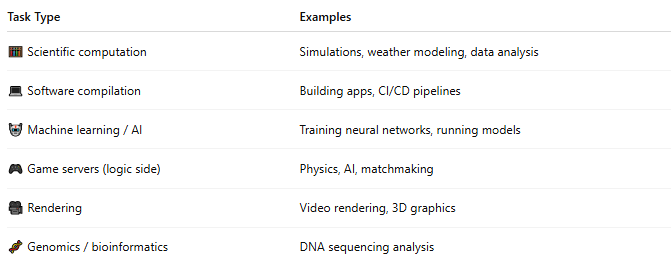 Task Type Examples
Scientific computation Simulations, weather modeling, data analysis
Software compilation Building apps, CI/CD pipelines
Machine learning / AI Training neural networks, running models
Game servers (logic side) Physics, AI, matchmaking
Rendering Video rendering, 3D graphics
Genomics / bioinformatics DNA sequencing analysis